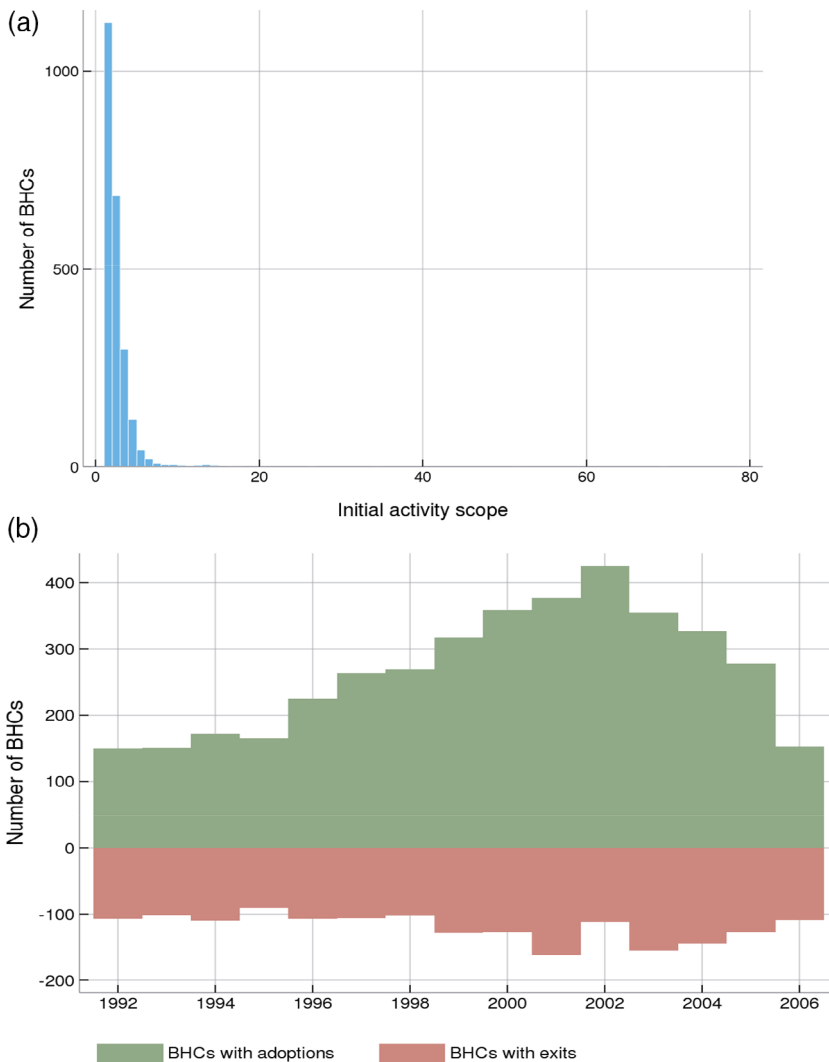 (a)
Number of BHCs
1000
500
0
0 20 40 60 80
Initial activity scope
(b)
Number of BHCs
400
300
200
100
0
-100
-200
1992 1994 1996 1998 2000 2002 2004 2006
BHCs with adoptions BHCs with exits